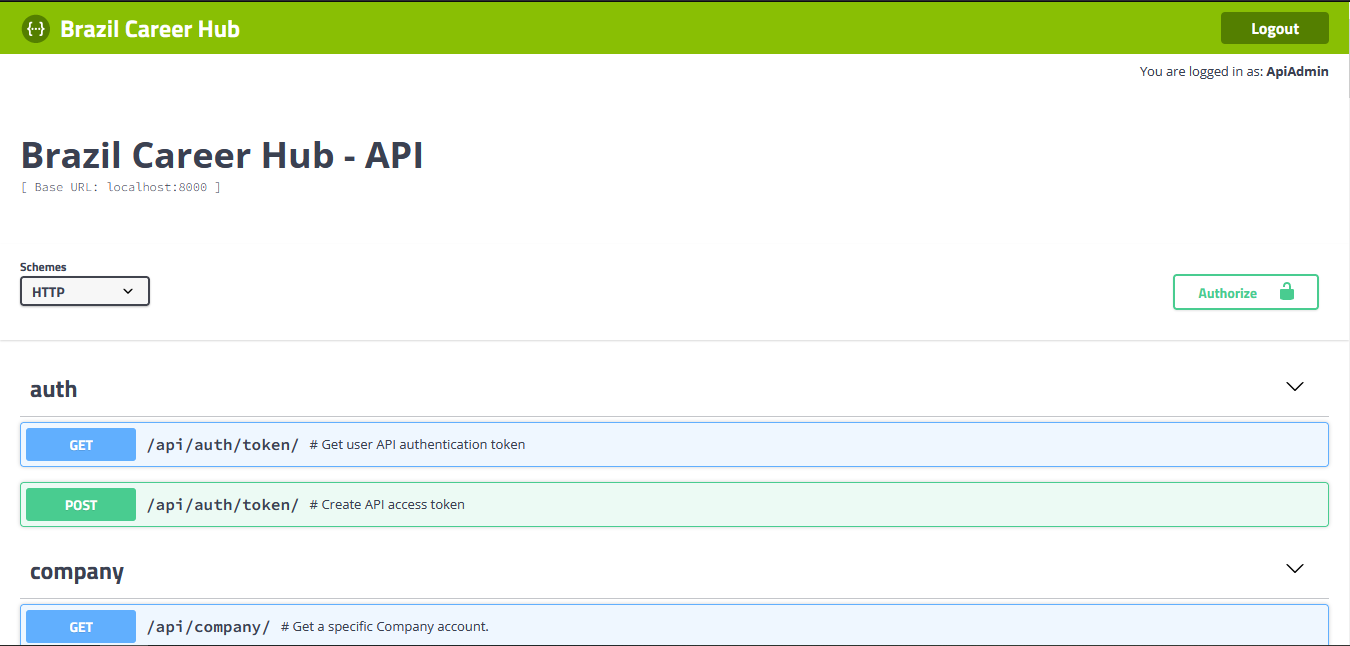 {···} Brazil Career Hub
Logout
You are logged in as: ApiAdmin
Brazil Career Hub - API
[ Base URL: localhost:8000 ]
Schemes
HTTP
Authorize
auth
GET /api/auth/token/ # Get user API authentication token
POST /api/auth/token/ # Create API access token
company
GET /api/company/ # Get a specific Company account.